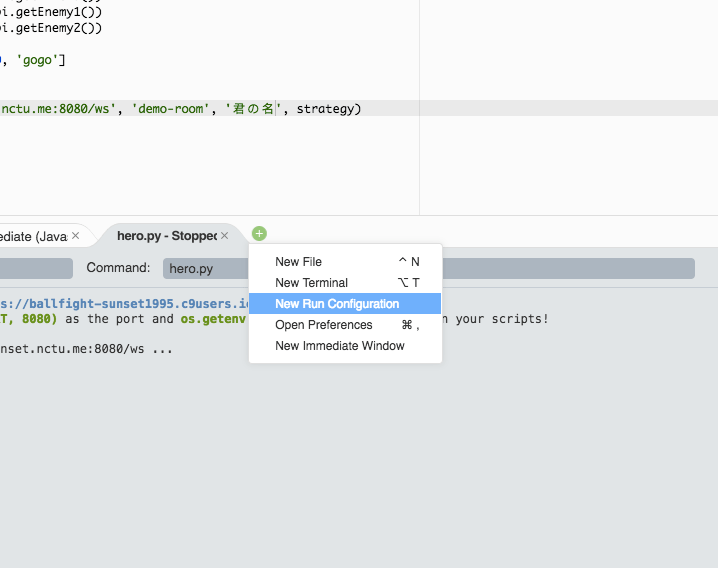 i.getEnemy1())
i.getEnemy2())
, 'gogo']
nctu.me:8080/ws', 'demo-room', '君の名', strategy)
ediate (Javas ×
hero.py - Stopped ×
Command: hero.py
New File ^ N
New Terminal ⌥ T
New Run Configuration
Open Preferences ⌘ ,
New Immediate Window
s://ballfight-sunset1995.c9users.i
T, 8080) as the port and os.getenv n your scripts!
nset.nctu.me:8080/ws ...